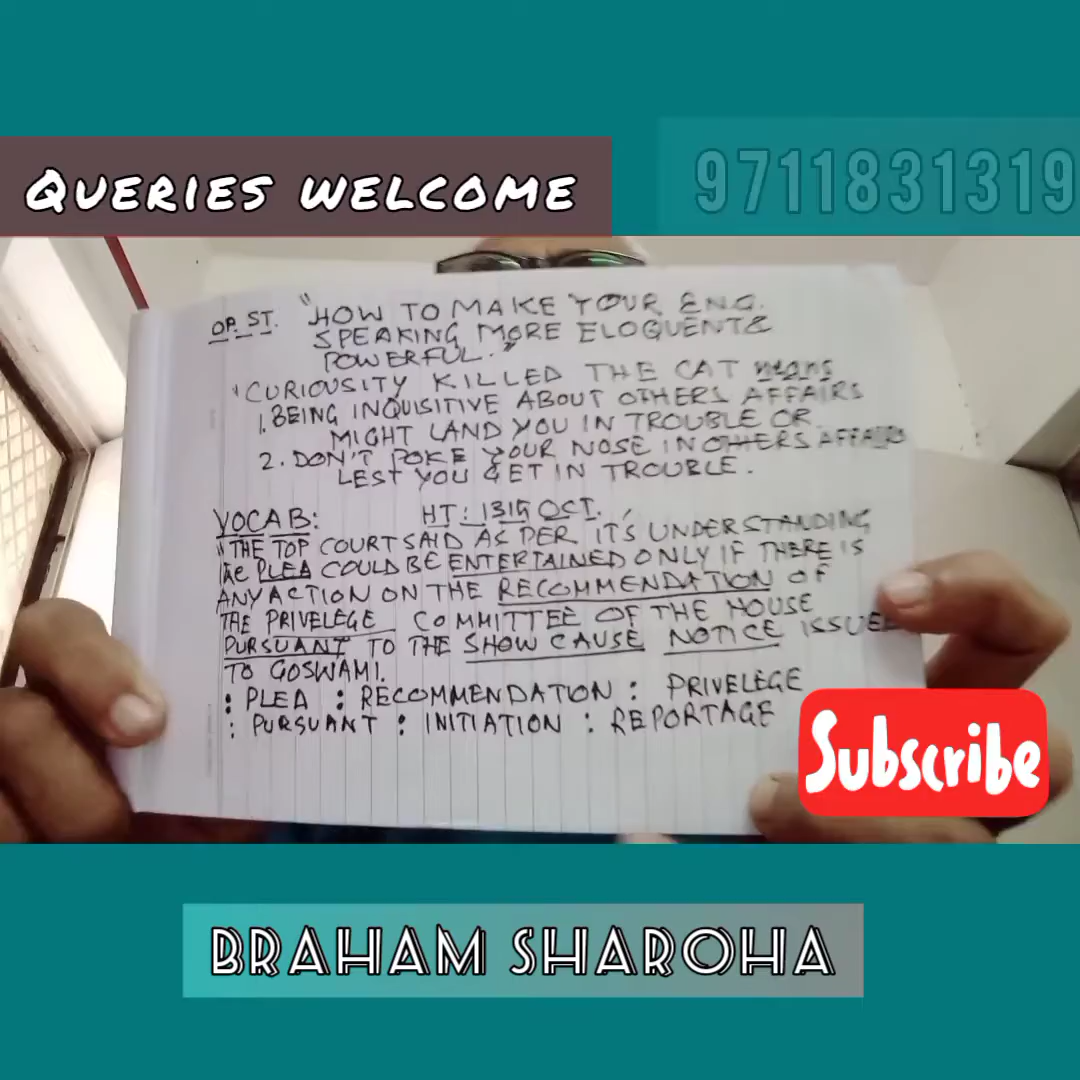 QUERIES WELCOME
9711831319
OP. ST. "HOW TO MAKE YOUR ENG.
SPEAKING MORE ELOQUENT &
POWERFUL."
"CURIOSITY KILLED THE CAT means
1. BEING INQUISITIVE ABOUT OTHERS AFFAIRS
MIGHT LAND YOU IN TROUBLE OR
2. DON'T POKE YOUR NOSE IN OTHERS AFFAIRS
LEST YOU GET IN TROUBLE.
VOCAB: HT: 13 OCT.
"THE TOP COURT SAID AS PER IT'S UNDERSTANDING
THE PLEA COULD BE ENTERTAINED ONLY IF THERE IS
ANY ACTION ON THE RECOMMENDATION OF
THE PRIVELEGE COMMITTEE OF THE HOUSE
PURSUANT TO THE SHOW CAUSE NOTICE ISSUED
TO GOSWAMI.
: PLEA : RECOMMENDATION : PRIVELEGE
: PURSUANT : INITIATION : REPORTAGE
Subscribe
BRAHAM SHAROHA